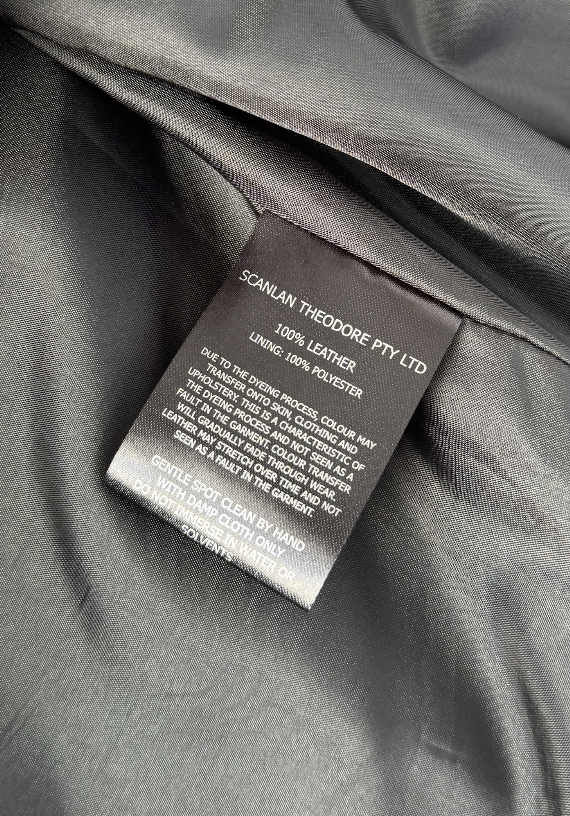 SCANLAN THEODORE PTY LTD
100% LEATHER
LINING: 100% POLYESTER
DUE TO THE DYEING PROCESS, COLOUR MAY
TRANSFER ONTO SKIN, CLOTHING AND
UPHOLSTERY. THIS IS A CHARACTERISTIC OF
THE DYEING PROCESS AND NOT SEEN AS A
FAULT IN THE GARMENT. COLOUR TRANSFER
WILL GRADUALLY FADE THROUGH WEAR.
LEATHER MAY STRETCH OVER TIME AND NOT
SEEN AS A FAULT IN THE GARMENT.
GENTLE SPOT CLEAN BY HAND
WITH DAMP CLOTH ONLY
DO NOT IMMERSE IN WATER OR
SOLVENTS